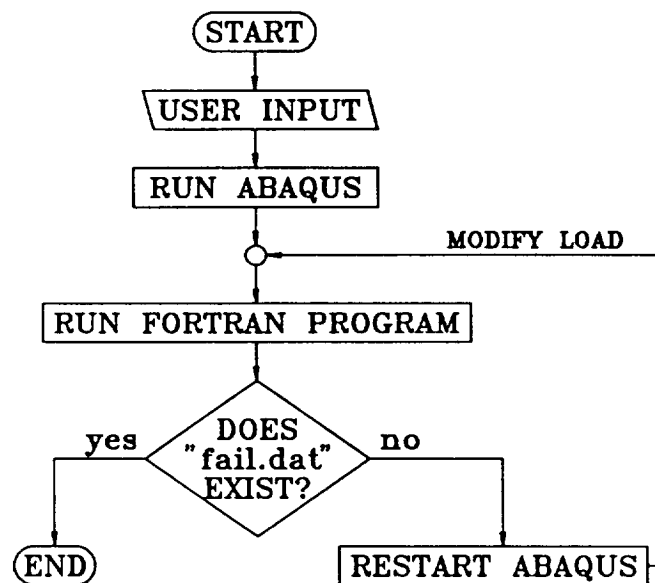 START
USER INPUT
RUN ABAQUS
MODIFY LOAD
RUN FORTRAN PROGRAM
yes
DOES
"fail.dat"
EXIST?
no
END
RESTART ABAQUS